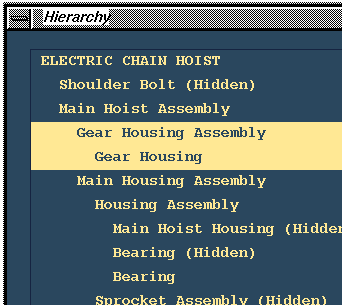 Hierarchy
ELECTRIC CHAIN HOIST
Shoulder Bolt (Hidden)
Main Hoist Assembly
Gear Housing Assembly
Gear Housing
Main Housing Assembly
Housing Assembly
Main Hoist Housing (Hidden
Bearing (Hidden)
Bearing
Sprocket Assembly (Hidden)